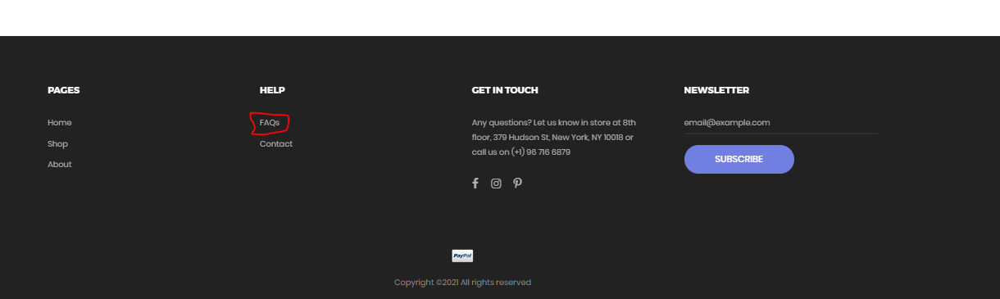 PAGES
Home
Shop
About
HELP
FAQs
Contact
GET IN TOUCH
Any questions? Let us know in store at 8th
floor, 379 Hudson St, New York, NY 10018 or
call us on (+1) 96 716 6879
NEWSLETTER
email@example.com
SUBSCRIBE
PayPal
Copyright ©2021 All rights reserved